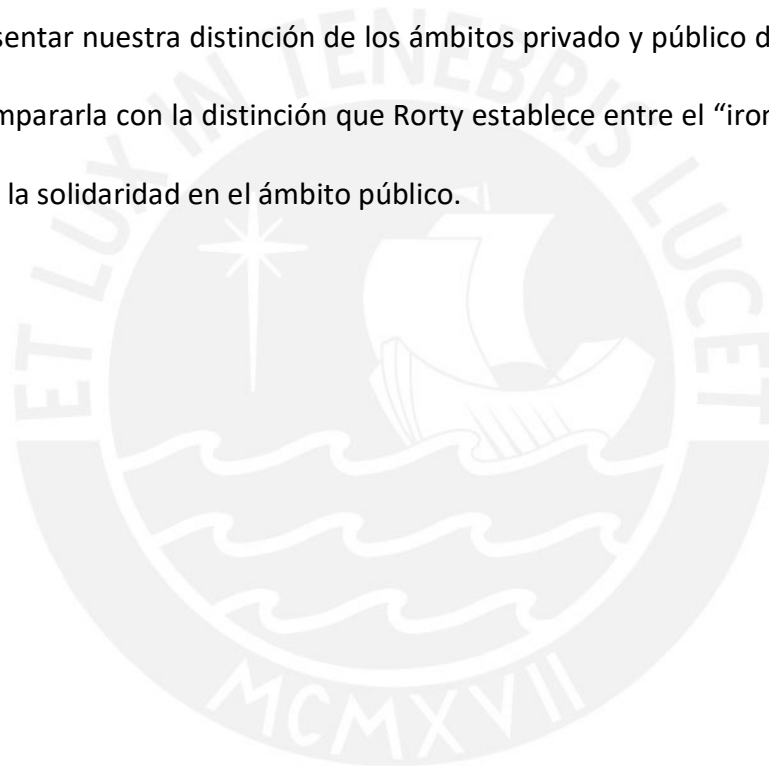 sentar nuestra distinción de los ámbitos privado y público d
mpararla con la distinción que Rorty establece entre el “iron
la solidaridad en el ámbito público.
ET LUX IN TENEBRIS LUCET
MCMXVII